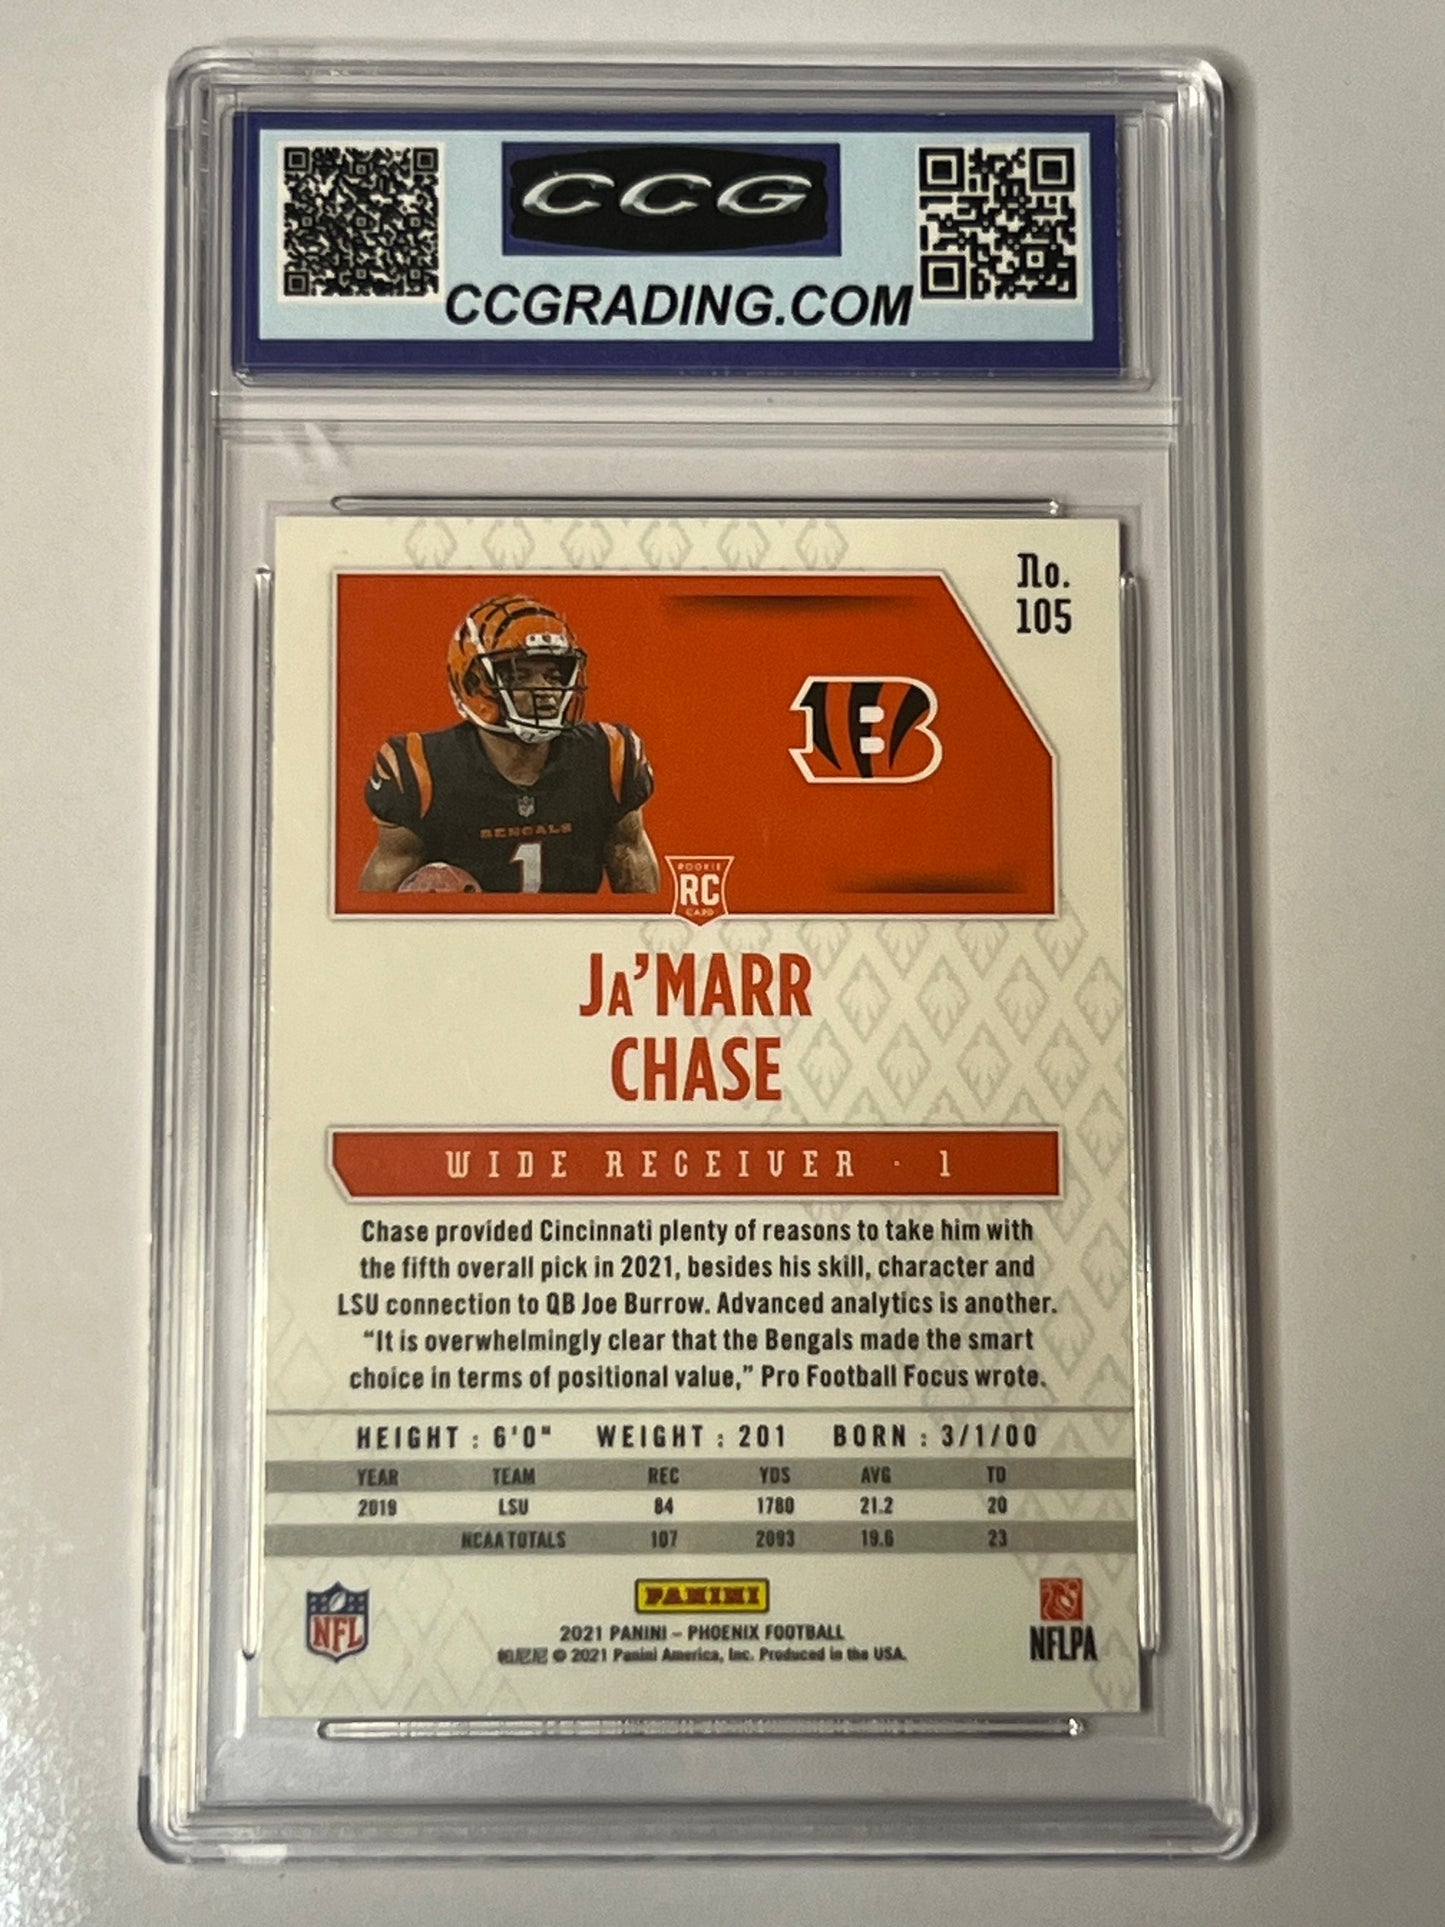 CCG
CCGRADING.COM
No.
105
BENGALS
1
B
ROOKIE
RC
CARD
JA'MARR
CHASE
WIDE RECEIVER · 1
Chase provided Cincinnati plenty of reasons to take him with
the fifth overall pick in 2021, besides his skill, character and
LSU connection to QB Joe Burrow. Advanced analytics is another.
“It is overwhelmingly clear that the Bengals made the smart
choice in terms of positional value,” Pro Football Focus wrote.
HEIGHT : 6'0" WEIGHT : 201 BORN : 3/1/00
YEAR TEAM REC YDS AVG TD
2019 LSU 84 1780 21.2 20
NCAA TOTALS 107 2093 19.6 23
NFL
PANINI
2021 PANINI – PHOENIX FOOTBALL
帕尼尼 © 2021 Panini America, Inc. Produced in the USA.
NFLPA